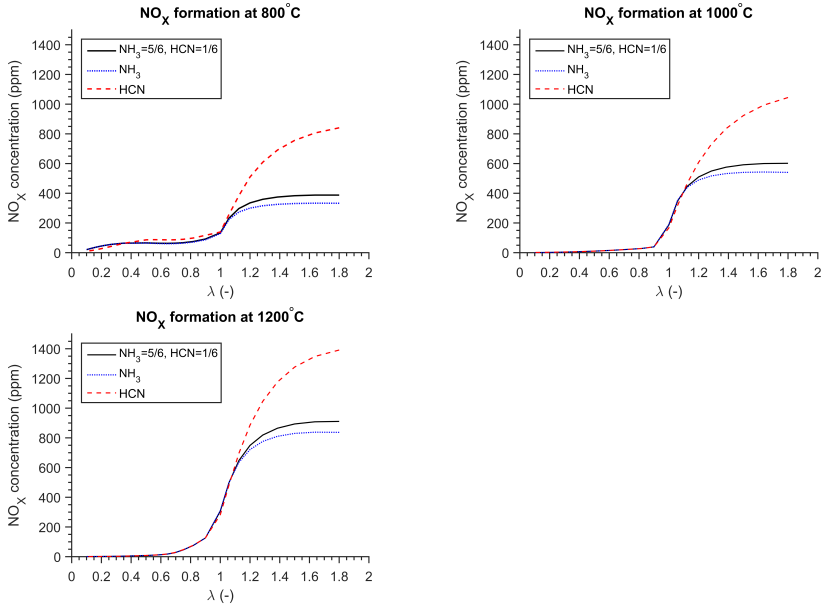 NOX formation at 800°C
NOX concentration (ppm)
1400
1200
1000
800
600
400
200
0
NH3=5/6, HCN=1/6
NH3
HCN
0 0.2 0.4 0.6 0.8 1 1.2 1.4 1.6 1.8 2
λ (-)
NOX formation at 1000°C
NOX concentration (ppm)
1400
1200
1000
800
600
400
200
0
NH3=5/6, HCN=1/6
NH3
HCN
0 0.2 0.4 0.6 0.8 1 1.2 1.4 1.6 1.8 2
λ (-)
NOX formation at 1200°C
NOX concentration (ppm)
1400
1200
1000
800
600
400
200
0
NH3=5/6, HCN=1/6
NH3
HCN
0 0.2 0.4 0.6 0.8 1 1.2 1.4 1.6 1.8 2
λ (-)